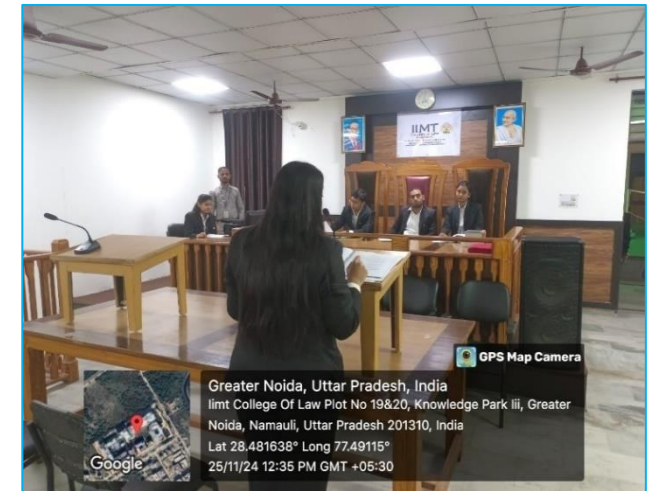 IIMT
GPS Map Camera
Greater Noida, Uttar Pradesh, India
Iimt College Of Law Plot No 19&20, Knowledge Park Iii, Greater
Noida, Namauli, Uttar Pradesh 201310, India
Lat 28.481638° Long 77.49115°
25/11/24 12:35 PM GMT +05:30
Google